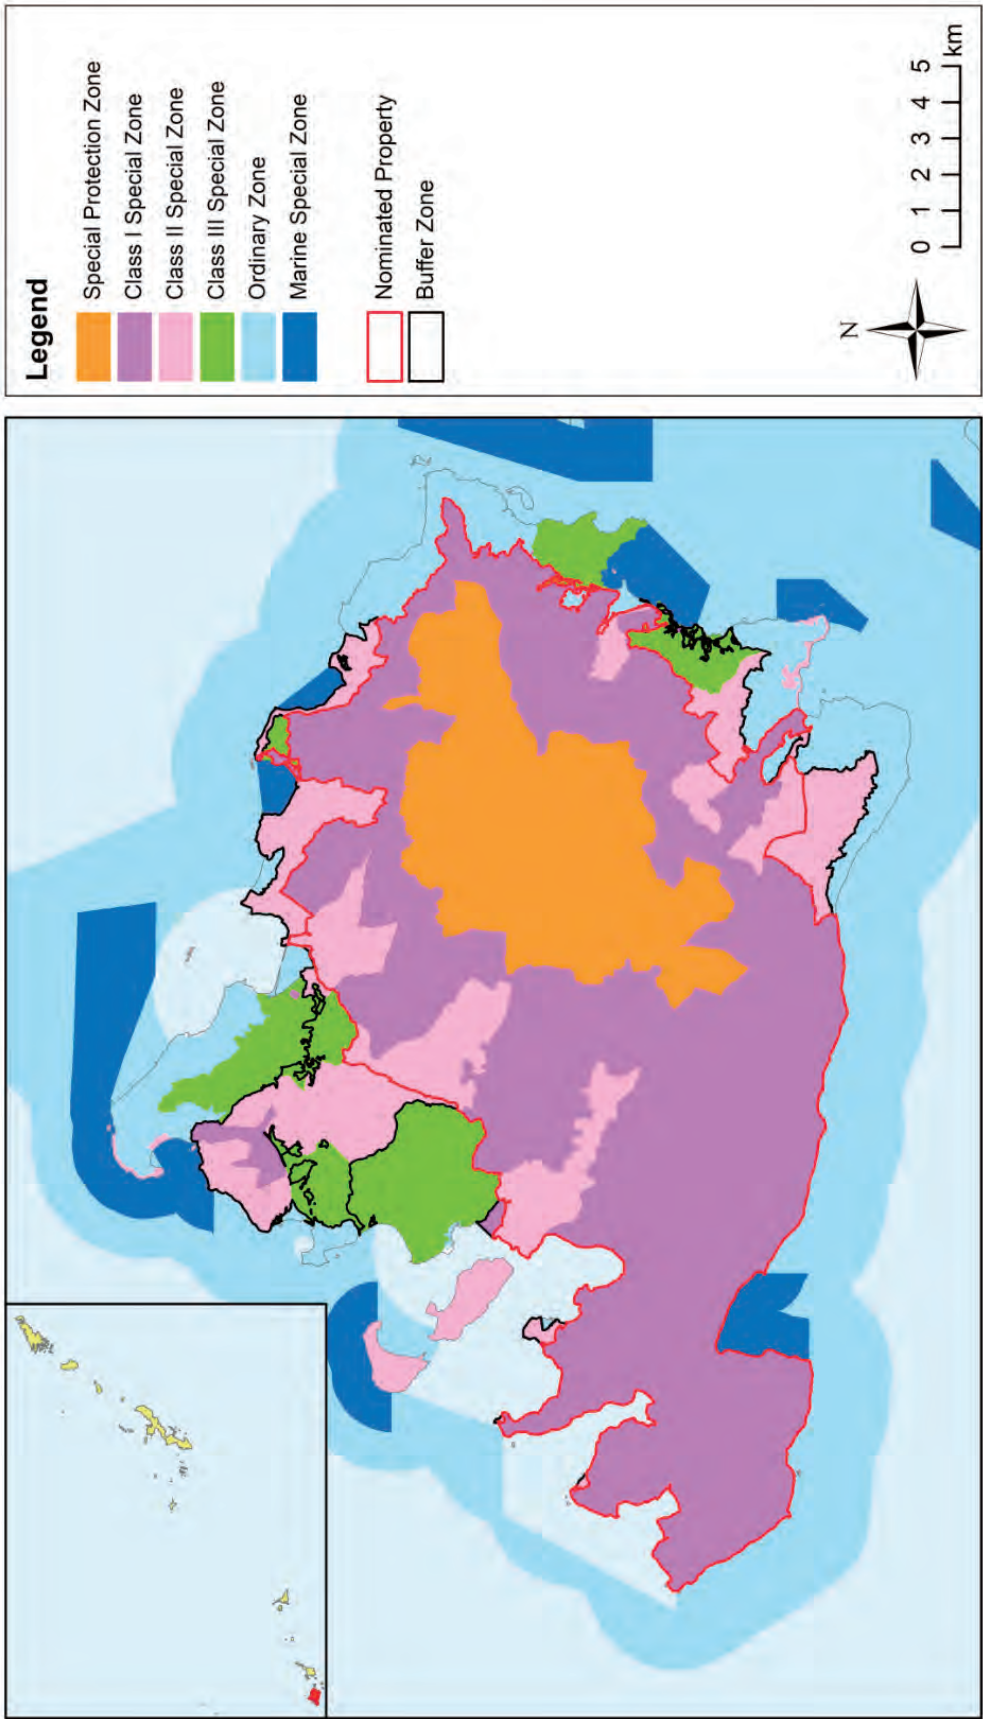 Legend
Special Protection Zone
Class I Special Zone
Class II Special Zone
Class III Special Zone
Ordinary Zone
Marine Special Zone
Nominated Property
Buffer Zone
N
0 1 2 3 4 5
km